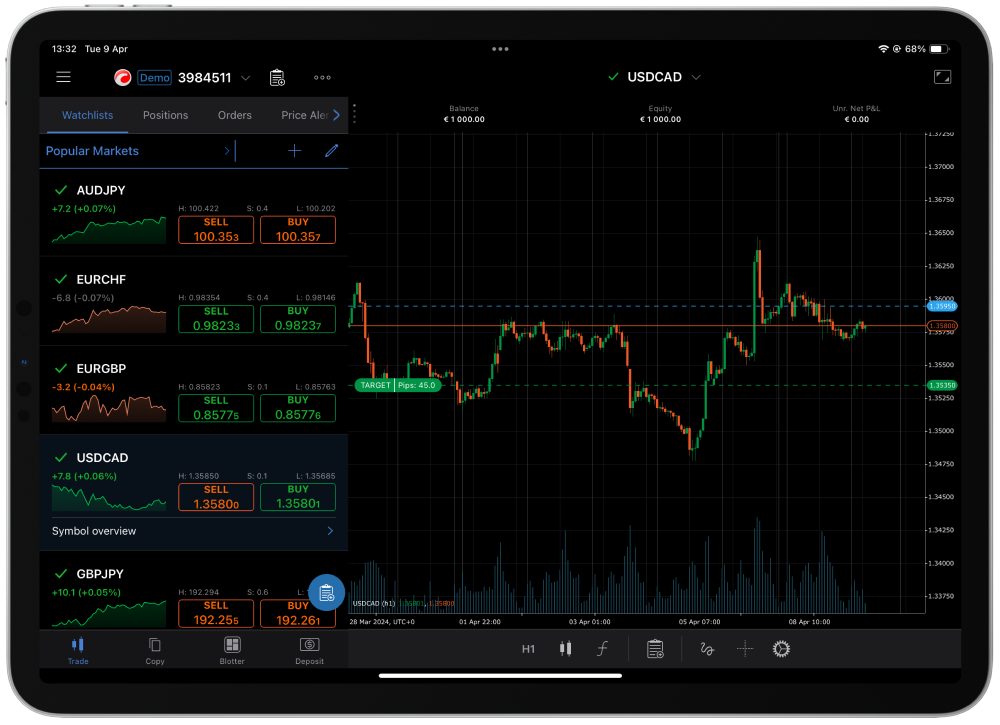 13:32 Tue 9 Apr
68%
Demo 3984511
USDCAD
Watchlists Positions Orders Price Aler
Balance Equity Unr. Net P&L
€ 1 000.00 € 1 000.00 € 0.00
Popular Markets
AUDJPY
+7.2 (+0.07%) H: 100.422 S: 0.4 L: 100.202
SELL BUY
100.353 100.357
EURCHF
-6.8 (-0.07%) H: 0.98354 S: 0.4 L: 0.98146
SELL BUY
0.98233 0.98237
EURGBP
-3.2 (-0.04%) H: 0.85823 S: 0.1 L: 0.85763
SELL BUY
0.85775 0.85776
USDCAD
+7.8 (+0.06%) H: 1.35850 S: 0.1 L: 1.35685
SELL BUY
1.35800 1.35801
Symbol overview
GBPJPY
+10.1 (+0.05%) H: 192.294 S: 0.6
SELL BUY
192.255 192.261
Trade Copy Blotter Deposit
1.37250
1.37000
1.36750
1.36500
1.36250
1.36000
1.35950
1.35800
1.35750
1.35500
TARGET Pips: 45.0
1.35350
1.35250
1.35000
1.34750
1.34500
1.34250
1.34000
1.33750
USDCAD (h1) 1.35801, 1.35800
28 Mar 2024, UTC+0 01 Apr 22:00 03 Apr 01:00 05 Apr 07:00 08 Apr 10:00
H1 f